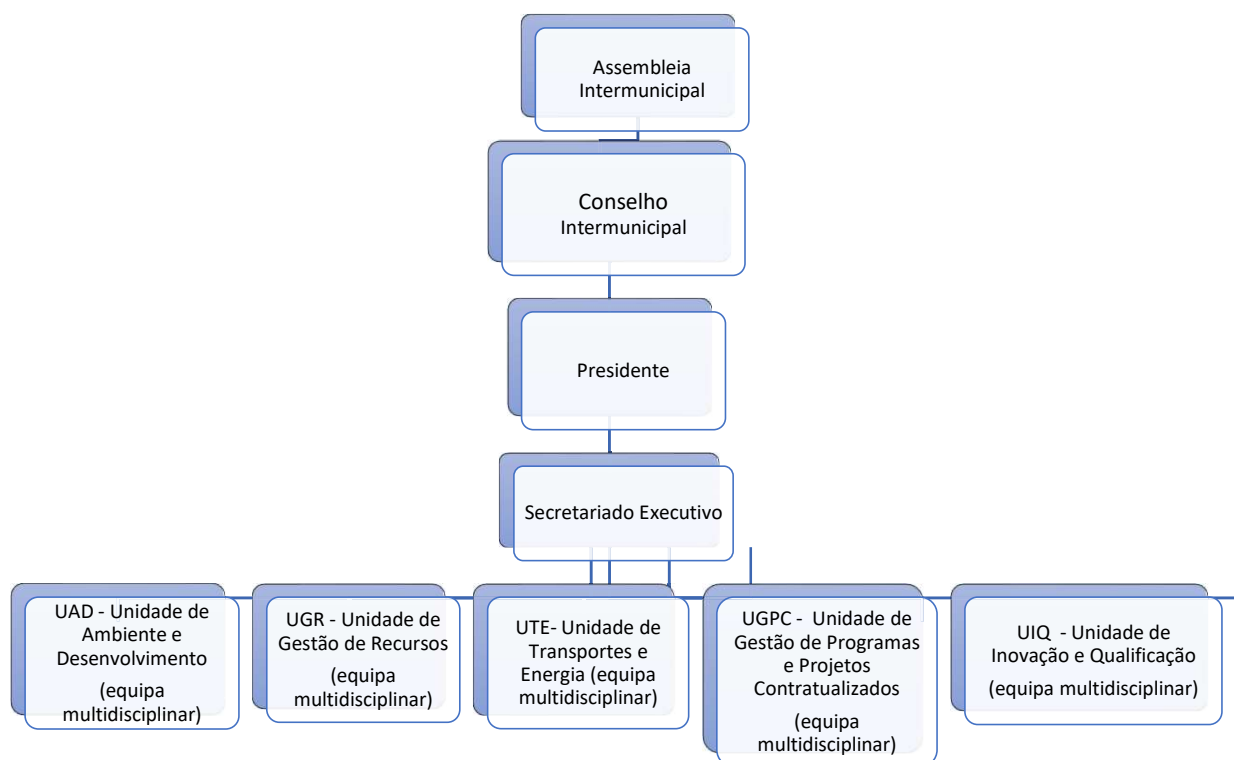 Assembleia
Intermunicipal
Conselho
Intermunicipal
Presidente
Secretariado Executivo
UAD - Unidade de
Ambiente e
Desenvolvimento
(equipa
multidisciplinar)
UGR - Unidade de
Gestão de Recursos
(equipa
multidisciplinar)
UTE- Unidade de
Transportes e
Energia (equipa
multidisciplinar)
UGPC - Unidade de
Gestão de Programas
e Projetos
Contratualizados
(equipa
multidisciplinar)
UIQ - Unidade de
Inovação e Qualificação
(equipa multidisciplinar)